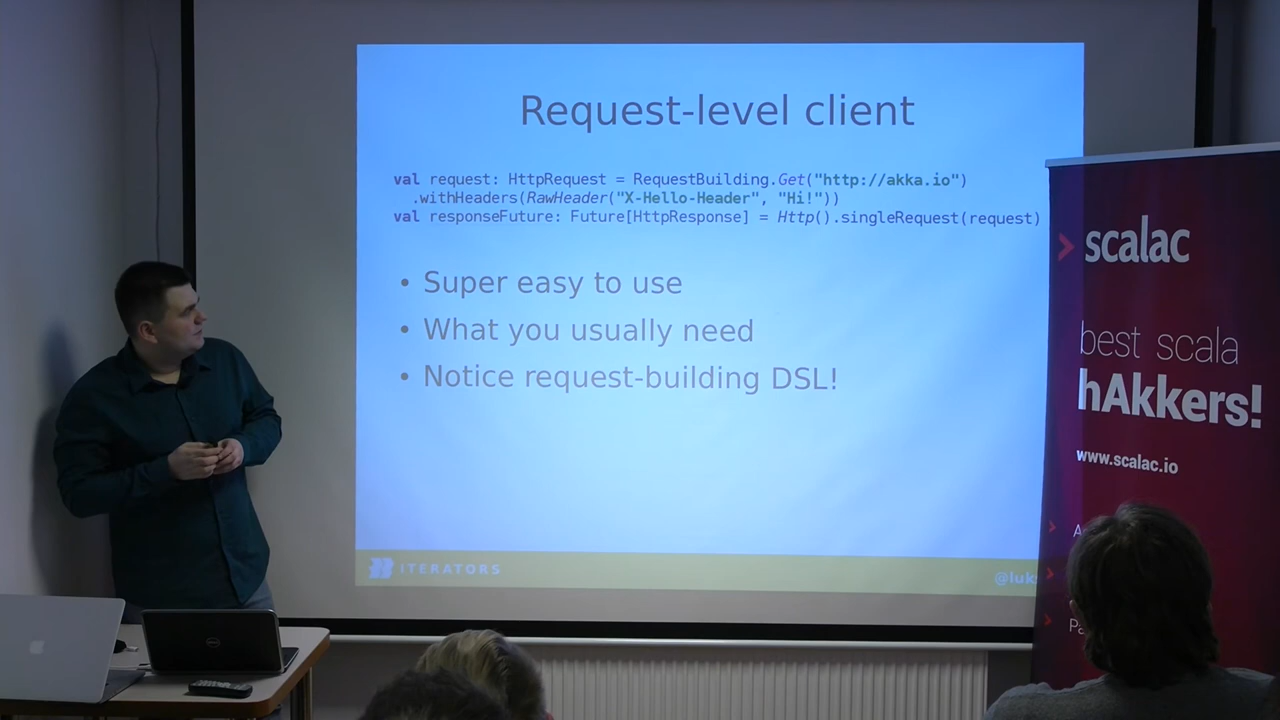 Request-level client
val request: HttpRequest = RequestBuilding.Get("http://akka.io")
.withHeaders(RawHeader("X-Hello-Header", "Hi!"))
val responseFuture: Future[HttpResponse] = Http().singleRequest(request)
• Super easy to use
• What you usually need
• Notice request-building DSL!
ITERATORS
scalac
best scala
hAkkers!
www.scalac.io